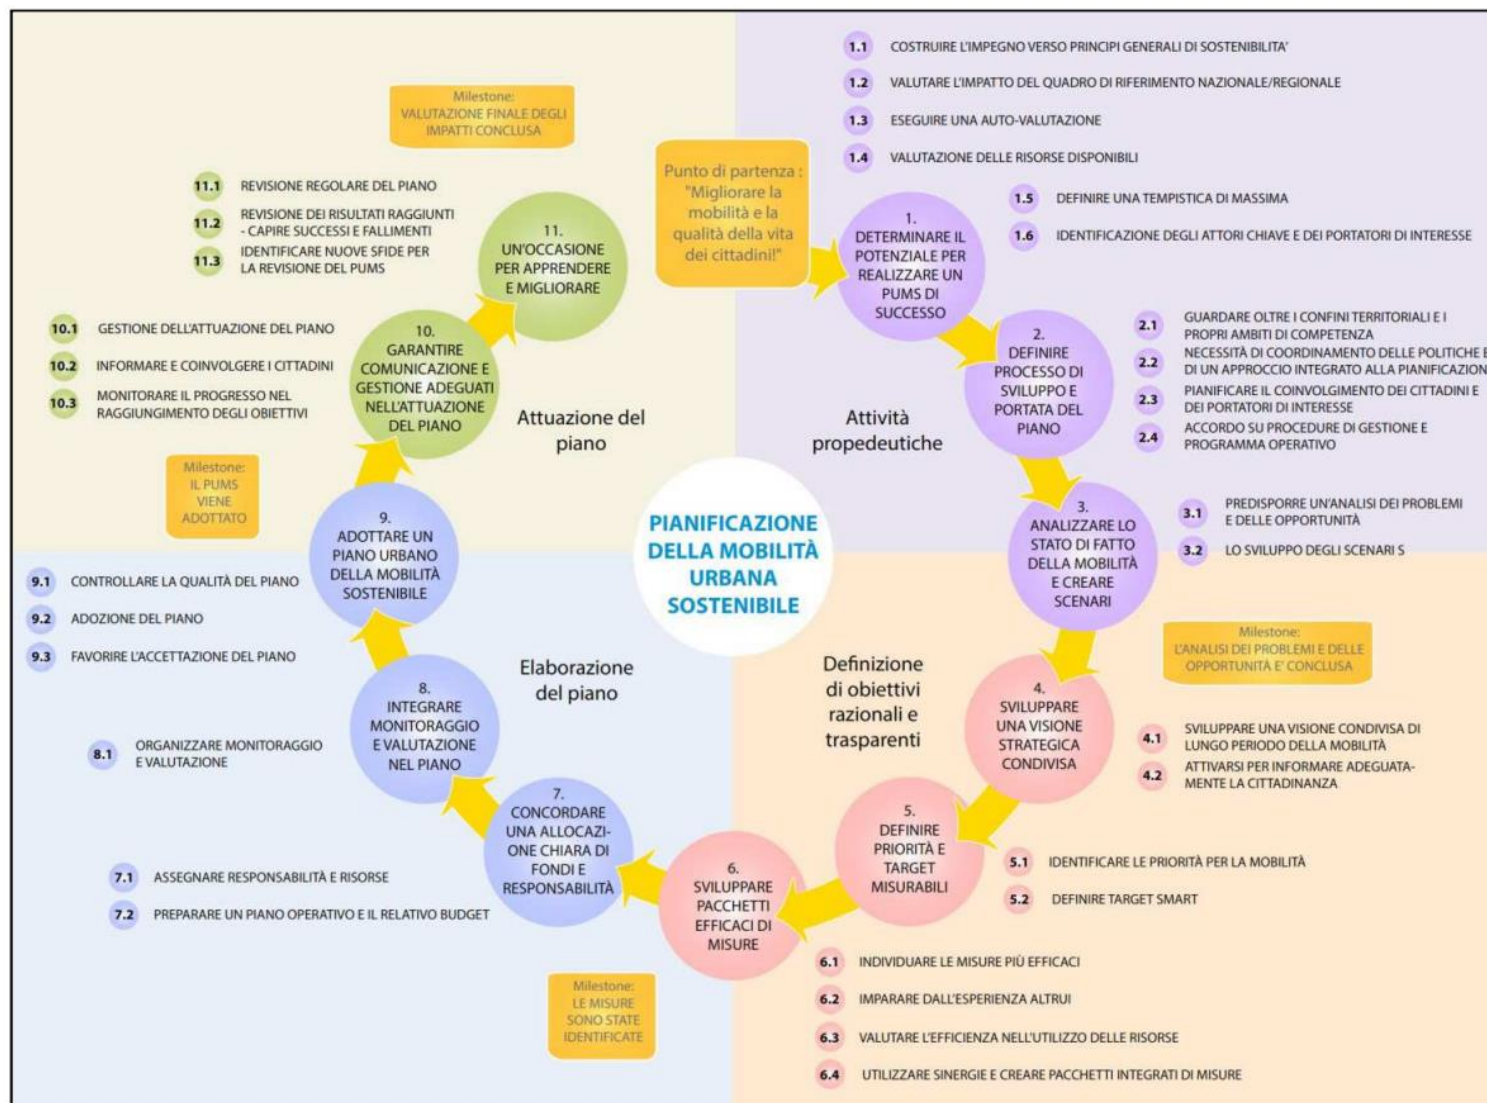 Punto di partenza :
"Migliorare la
mobilità e la
qualità della vita
dei cittadini!"
1.1 COSTRUIRE L'IMPEGNO VERSO PRINCIPI GENERALI DI SOSTENIBILITA'
1.2 VALUTARE L'IMPATTO DEL QUADRO DI RIFERIMENTO NAZIONALE/REGIONALE
1.3 ESEGUIRE UNA AUTO-VALUTAZIONE
1.4 VALUTAZIONE DELLE RISORSE DISPONIBILI
1.5 DEFINIRE UNA TEMPISTICA DI MASSIMA
1.6 IDENTIFICAZIONE DEGLI ATTORI CHIAVE E DEI PORTATORI DI INTERESSE
1.
DETERMINARE IL
POTENZIALE PER
REALIZZARE UN
PUMS DI
SUCCESSO
2.
DEFINIRE
PROCESSO DI
SVILUPPO E
PORTATA DEL
PIANO
2.1 GUARDARE OLTRE I CONFINI TERRITORIALI E I
PROPRI AMBITI DI COMPETENZA
2.2 NECESSITÀ DI COORDINAMENTO DELLE POLITICHE E
DI UN APPROCCIO INTEGRATO ALLA PIANIFICAZION
2.3 PIANIFICARE IL COINVOLGIMENTO DEI CITTADINI E
DEI PORTATORI DI INTERESSE
2.4 ACCORDO SU PROCEDURE DI GESTIONE E
PROGRAMMA OPERATIVO
Attività
propedeutiche
3.
ANALIZZARE LO
STATO DI FATTO
DELLA MOBILITÀ
E CREARE
SCENARI
3.1 PREDISPORRE UN'ANALISI DEI PROBLEMI
E DELLE OPPORTUNITÀ
3.2 LO SVILUPPO DEGLI SCENARI S
Milestone:
L'ANALISI DEI PROBLEMI E DELLE
OPPORTUNITÀ E' CONCLUSA
PIANIFICAZIONE
DELLA MOBILITÀ
URBANA
SOSTENIBILE
Definizione
di obiettivi
razionali e
trasparenti
4.
SVILUPPARE
UNA VISIONE
STRATEGICA
CONDIVISA
4.1 SVILUPPARE UNA VISIONE CONDIVISA DI
LUNGO PERIODO DELLA MOBILITÀ
4.2 ATTIVARSI PER INFORMARE ADEGUATA-
MENTE LA CITTADINANZA
5.
DEFINIRE
PRIORITÀ E
TARGET
MISURABILI
5.1 IDENTIFICARE LE PRIORITÀ PER LA MOBILITÀ
5.2 DEFINIRE TARGET SMART
6.
SVILUPPARE
PACCHETTI
EFFICACI DI
MISURE
6.1 INDIVIDUARE LE MISURE PIÙ EFFICACI
6.2 IMPARARE DALL'ESPERIENZA ALTRUI
6.3 VALUTARE L'EFFICIENZA NELL'UTILIZZO DELLE RISORSE
6.4 UTILIZZARE SINERGIE E CREARE PACCHETTI INTEGRATI DI MISURE
Milestone:
LE MISURE
SONO STATE
IDENTIFICATE
7.
CONCORDARE
UNA ALLOCAZI-
ONE CHIARA DI
FONDI E
RESPONSABILITÀ
7.1 ASSEGNARE RESPONSABILITÀ E RISORSE
7.2 PREPARARE UN PIANO OPERATIVO E IL RELATIVO BUDGET
8.
INTEGRARE
MONITORAGGIO
E VALUTAZIONE
NEL PIANO
8.1 ORGANIZZARE MONITORAGGIO
E VALUTAZIONE
Elaborazione
del piano
9.
ADOTTARE UN
PIANO URBANO
DELLA MOBILITÀ
SOSTENIBILE
9.1 CONTROLLARE LA QUALITÀ DEL PIANO
9.2 ADOZIONE DEL PIANO
9.3 FAVORIRE L'ACCETTAZIONE DEL PIANO
Milestone:
IL PUMS
VIENE
ADOTTATO
10.
GARANTIRE
COMUNICAZIONE E
GESTIONE ADEGUATI
NELL'ATTUAZIONE
DEL PIANO
10.1 GESTIONE DELL'ATTUAZIONE DEL PIANO
10.2 INFORMARE E COINVOLGERE I CITTADINI
10.3 MONITORARE IL PROGRESSO NEL
RAGGIUNGIMENTO DEGLI OBIETTIVI
Attuazione del
piano
11.
UN'OCCASIONE
PER APPRENDERE
E MIGLIORARE
11.1 REVISIONE REGOLARE DEL PIANO
11.2 REVISIONE DEI RISULTATI RAGGIUNTI
- CAPIRE SUCCESSI E FALLIMENTI
11.3 IDENTIFICARE NUOVE SFIDE PER
LA REVISIONE DEL PUMS
Milestone:
VALUTAZIONE FINALE DEGLI
IMPATTI CONCLUSA